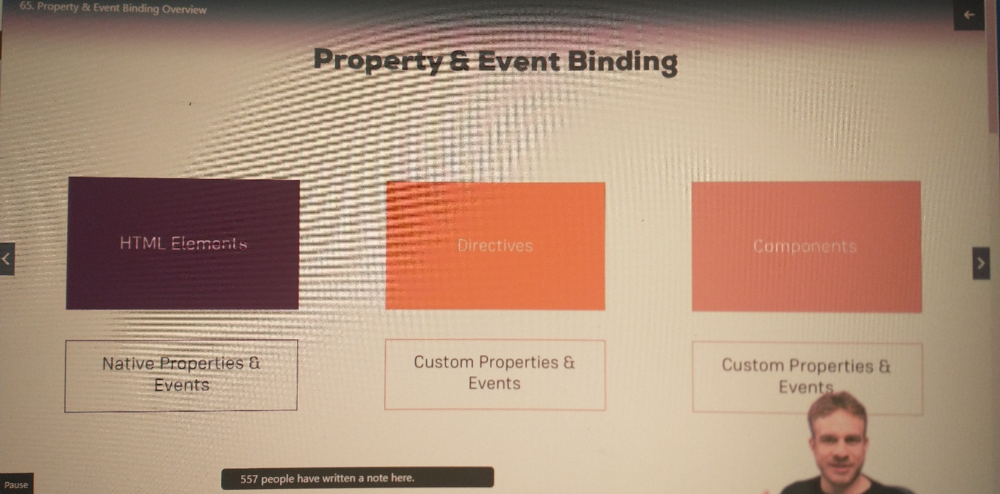 65. Property & Event Binding Overview
Property & Event Binding
HTML Elements
Directives
Components
Native Properties &
Events
Custom Properties &
Events
Custom Properties &
Events
557 people have written a note here.
Pause